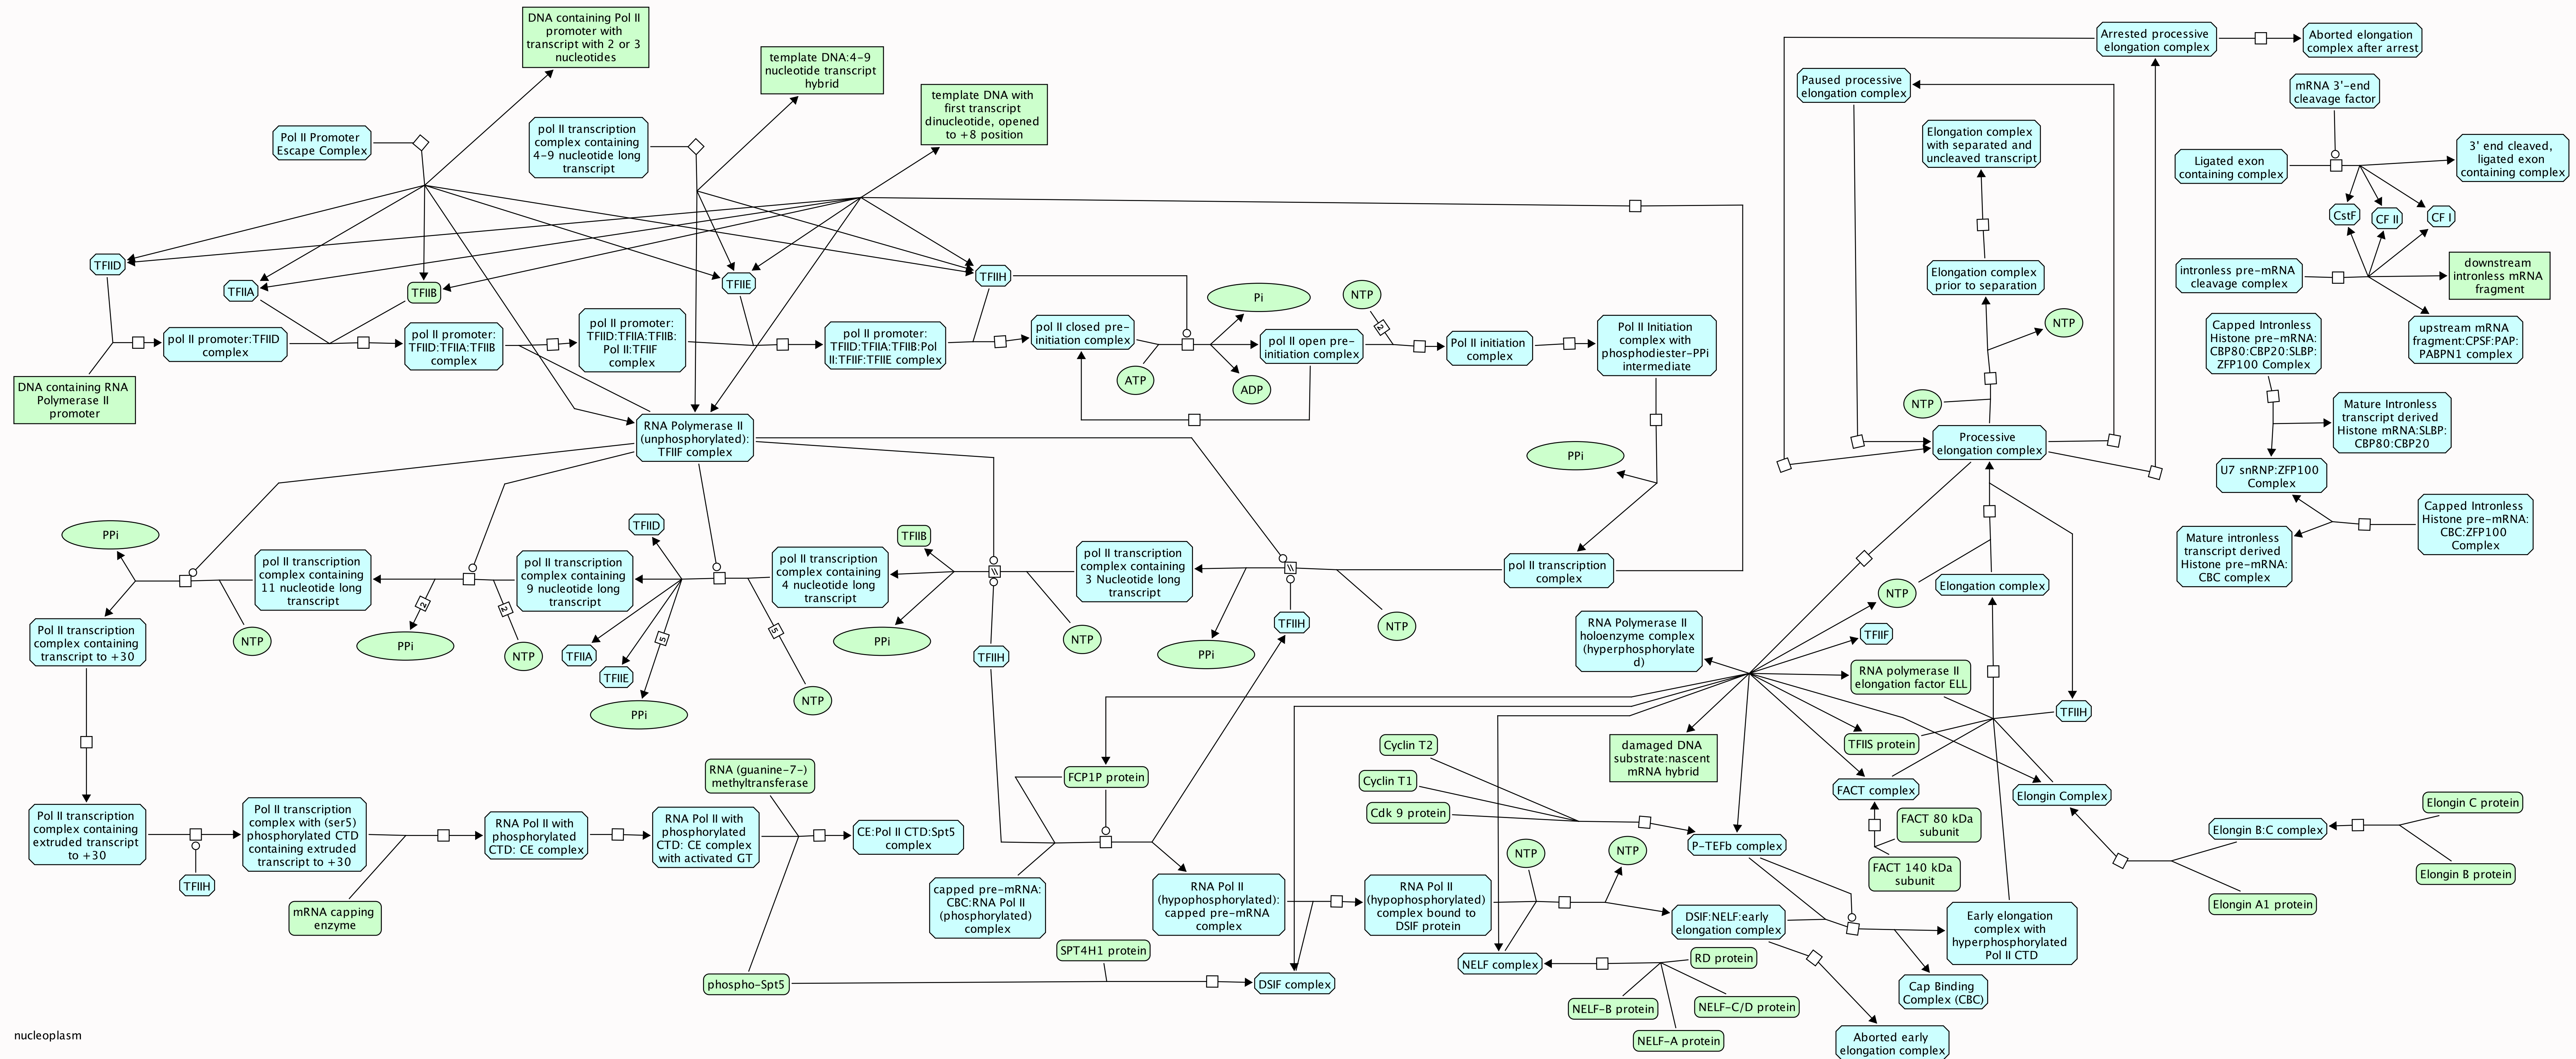 DNA containing Pol II
promoter with
transcript with 2 or 3
nucleotides
template DNA:4-9
nucleotide transcript
hybrid
template DNA with
first transcript
dinucleotide, opened
to +8 position
Pol II Promoter
Escape Complex
pol II transcription
complex containing
4-9 nucleotide long
transcript
Arrested processive
elongation complex
Aborted elongation
complex after arrest
Paused processive
elongation complex
mRNA 3'-end
cleavage factor
Elongation complex
with separated and
uncleaved transcript
Ligated exon
containing complex
3' end cleaved,
ligated exon
containing complex
CstF
CF II
CF I
TFIID
TFIIA
TFIIB
TFIIE
TFIIH
Elongation complex
prior to separation
intronless pre-mRNA
cleavage complex
downstream
intronless mRNA
fragment
Pi
NTP
2
NTP
pol II promoter:TFIID
complex
pol II promoter:
TFIID:TFIIA:TFIIB
complex
pol II promoter:
TFIID:TFIIA:TFIIB:
Pol II:TFIIF
complex
pol II promoter:
TFIID:TFIIA:TFIIB:Pol
II:TFIIF:TFIIE complex
pol II closed pre-
initiation complex
pol II open pre-
initiation complex
Pol II initiation
complex
Pol II Initiation
complex with
phosphodiester-PPi
intermediate
Capped Intronless
Histone pre-mRNA:
CBP80:CBP20:SLBP:
ZFP100 Complex
upstream mRNA
fragment:CPSF:PAP:
PABPN1 complex
DNA containing RNA
Polymerase II
promoter
ATP
ADP
NTP
Mature Intronless
transcript derived
Histone mRNA:SLBP:
CBP80:CBP20
RNA Polymerase II
(unphosphorylated):
TFIIF complex
PPi
Processive
elongation complex
U7 snRNP:ZFP100
Complex
Capped Intronless
Histone pre-mRNA:
CBC:ZFP100
Complex
Mature intronless
transcript derived
Histone pre-mRNA:
CBC complex
PPi
TFIID
TFIIB
pol II transcription
complex containing
11 nucleotide long
transcript
pol II transcription
complex containing
9 nucleotide long
transcript
pol II transcription
complex containing
4 nucleotide long
transcript
pol II transcription
complex containing
3 Nucleotide long
transcript
pol II transcription
complex
Elongation complex
NTP
2
2
5
5
Pol II transcription
complex containing
transcript to +30
NTP
PPi
NTP
TFIIA
TFIIE
PPi
NTP
PPi
TFIIH
NTP
PPi
TFIIH
NTP
RNA Polymerase II
holoenzyme complex
(hyperphosphorylate
d)
TFIIF
RNA polymerase II
elongation factor ELL
TFIIH
TFIIS protein
damaged DNA
substrate:nascent
mRNA hybrid
Cyclin T2
Cyclin T1
Cdk 9 protein
FCP1P protein
RNA (guanine-7-)
methyltransferase
FACT complex
Elongin Complex
FACT 80 kDa
subunit
FACT 140 kDa
subunit
Elongin C protein
Elongin B:C complex
Elongin B protein
Elongin A1 protein
Pol II transcription
complex containing
extruded transcript
to +30
Pol II transcription
complex with (ser5)
phosphorylated CTD
containing extruded
transcript to +30
RNA Pol II with
phosphorylated
CTD: CE complex
RNA Pol II with
phosphorylated
CTD: CE complex
with activated GT
CE:Pol II CTD:Spt5
complex
P-TEFb complex
NTP
NTP
TFIIH
mRNA capping
enzyme
capped pre-mRNA:
CBC:RNA Pol II
(phosphorylated)
complex
RNA Pol II
(hypophosphorylated):
capped pre-mRNA
complex
RNA Pol II
(hypophosphorylated)
complex bound to
DSIF protein
DSIF:NELF:early
elongation complex
Early elongation
complex with
hyperphosphorylated
Pol II CTD
SPT4H1 protein
phospho-Spt5
DSIF complex
NELF complex
RD protein
NELF-B protein
NELF-C/D protein
NELF-A protein
Cap Binding
Complex (CBC)
Aborted early
elongation complex
nucleoplasm